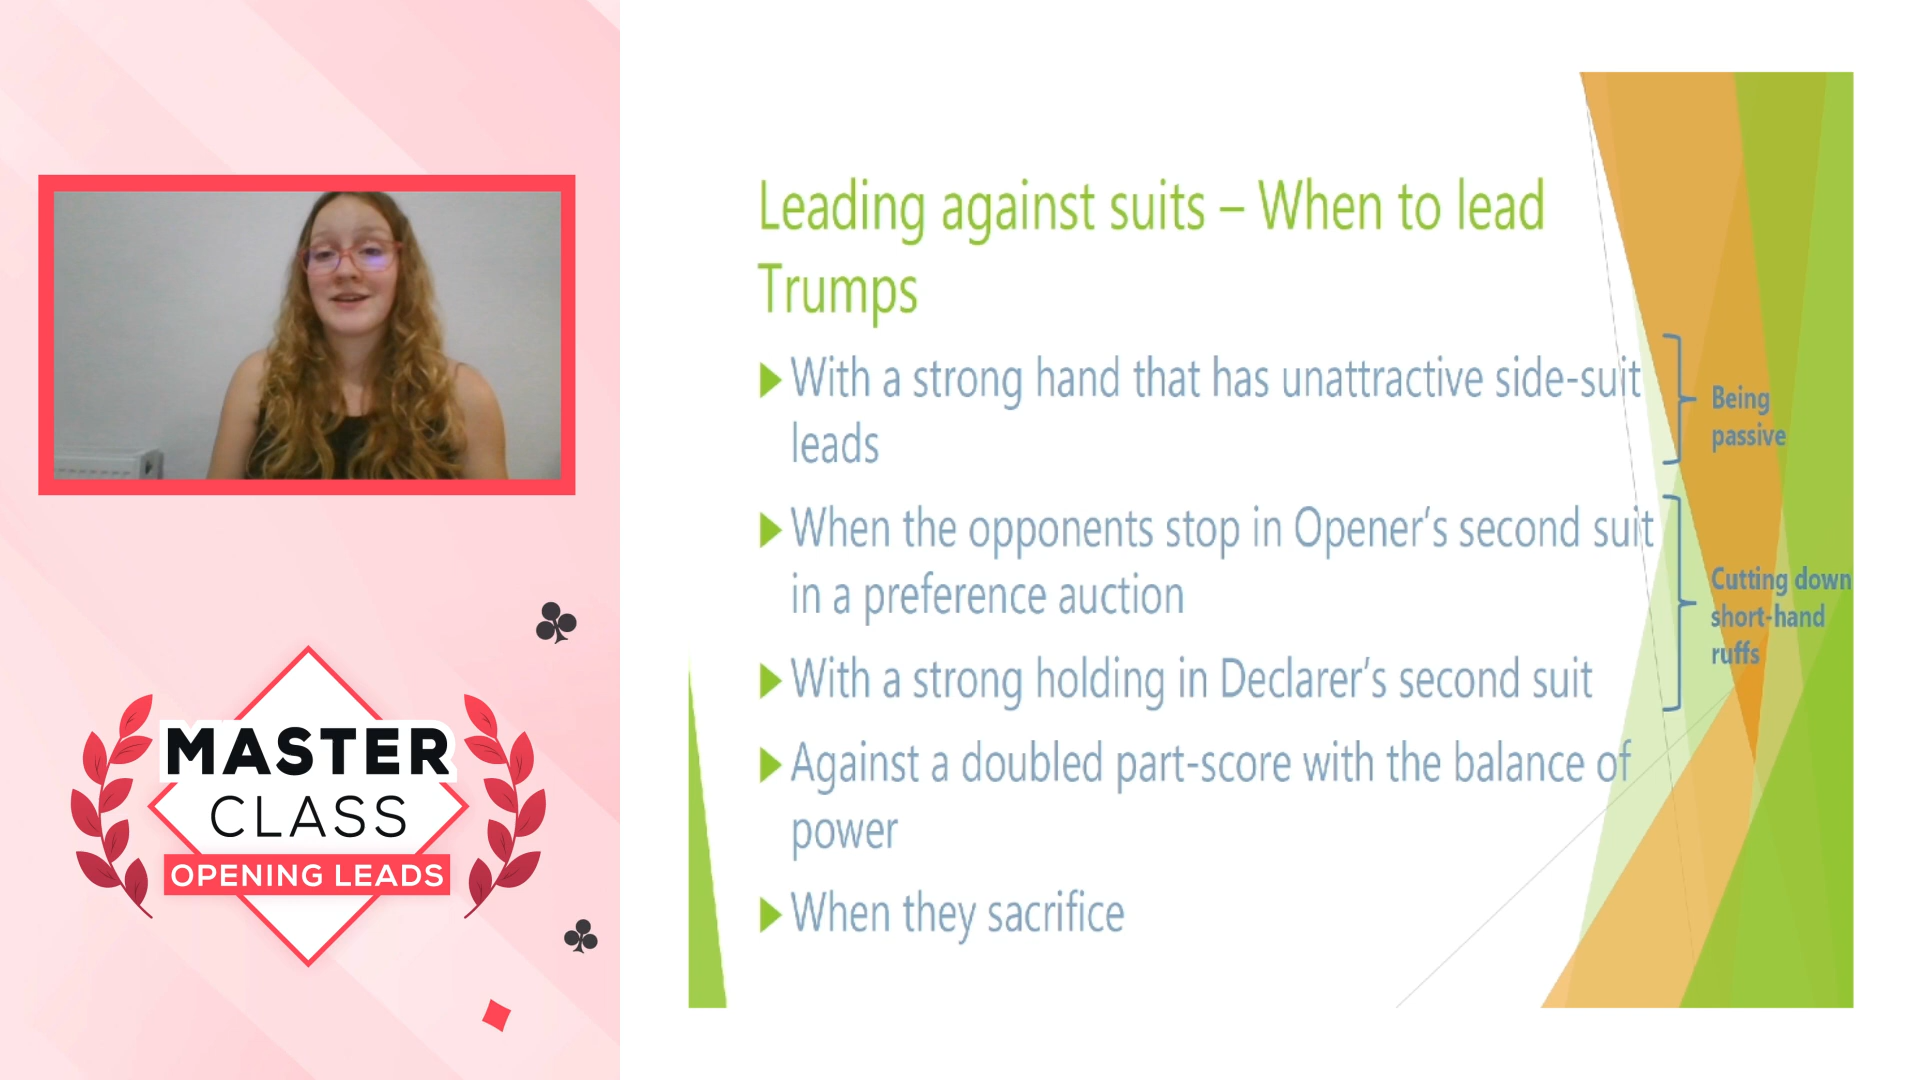 MASTER
CLASS
OPENING LEADS
Leading against suits – When to lead
Trumps
With a strong hand that has unattractive side-suit
leads
When the opponents stop in Opener's second suit
in a preference auction
With a strong holding in Declarer's second suit
Against a doubled part-score with the balance of
power
When they sacrifice
Being
passive
Cutting down
short-hand
ruffs